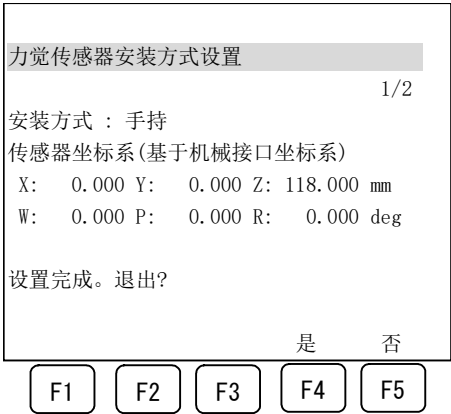 力觉传感器安装方式设置
1/2
安装方式 : 手持
传感器坐标系(基于机械接口坐标系)
X: 0.000 Y: 0.000 Z: 118.000 mm
W: 0.000 P: 0.000 R: 0.000 deg
设置完成。退出?
是 否
F1 F2 F3 F4 F5